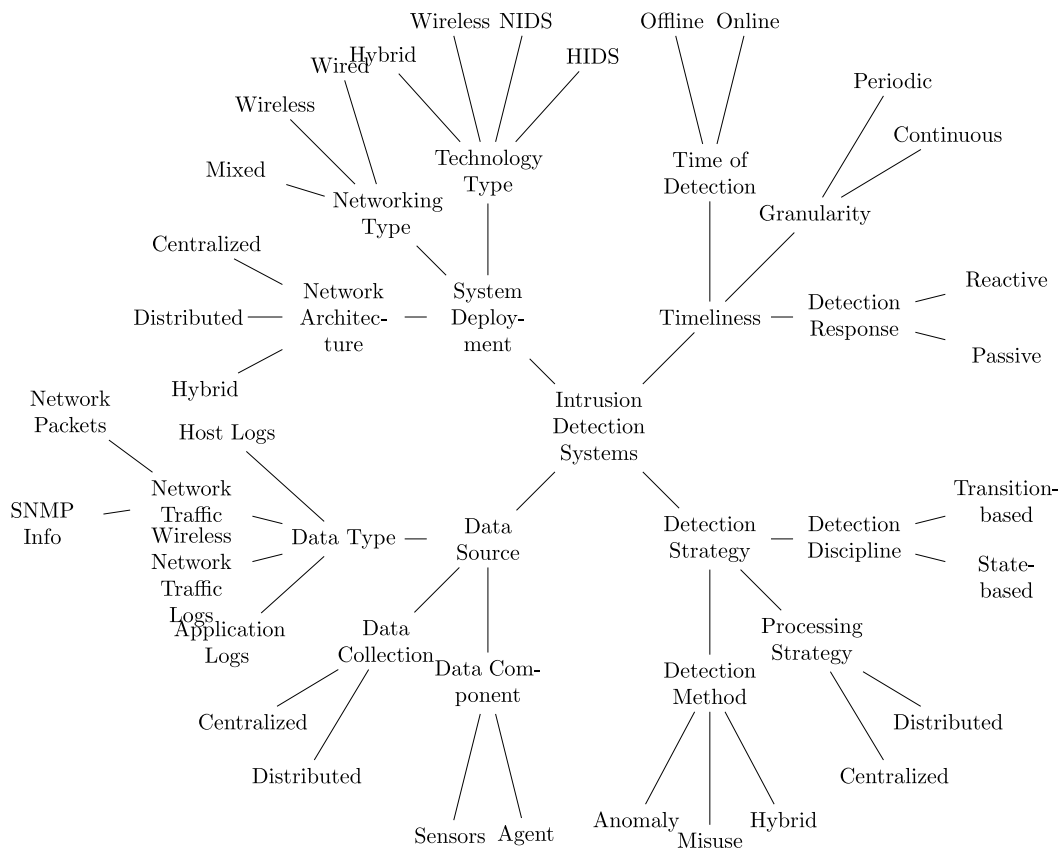 Wireless NIDS
Offline Online
Hybrid
HIDS
Wired
Periodic
Wireless
Continuous
Technology
Type
Time of
Detection
Mixed
Networking
Type
Granularity
Centralized
Network
Architec-
ture
System
Deploy-
ment
Timeliness
Detection
Response
Reactive
Distributed
Passive
Hybrid
Network
Packets
Intrusion
Detection
Systems
Host Logs
Network
Traffic
SNMP
Info
Wireless
Network
Traffic
Logs
Data Type
Data
Source
Detection
Strategy
Detection
Discipline
Transition-
based
State-
based
Application
Logs
Data
Collection
Data Com-
ponent
Detection
Method
Processing
Strategy
Centralized
Distributed
Distributed
Centralized
Sensors
Agent
Anomaly
Misuse
Hybrid